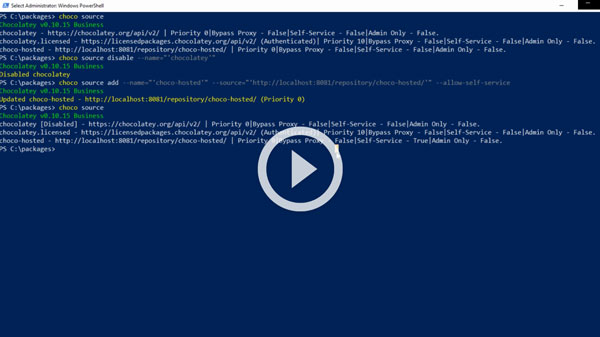 Select Administrator: Windows PowerShell
PS C:\packages> choco source
Chocolatey v0.10.15 Business
chocolatey - https://chocolatey.org/api/v2/ | Priority 0|Bypass Proxy - False|Self-Service - False|Admin Only - False.
chocolatey.licensed - https://licensedpackages.chocolatey.org/api/v2/ (Authenticated)| Priority 10|Bypass Proxy - False|Self-Service - False|Admin Only - False.
choco-hosted - http://localhost:8081/repository/choco-hosted/ | Priority 0|Bypass Proxy - False|Self-Service - False|Admin Only - False.
PS C:\packages> choco source disable --name="'chocolatey'"
Chocolatey v0.10.15 Business
Disabled chocolatey
PS C:\packages> choco source add --name="'choco-hosted'" --source="'http://localhost:8081/repository/choco-hosted/'" --allow-self-service
Chocolatey v0.10.15 Business
Updated choco-hosted - http://localhost:8081/repository/choco-hosted/ (Priority 0)
PS C:\packages> choco source
Chocolatey v0.10.15 Business
chocolatey [Disabled] - https://chocolatey.org/api/v2/ | Priority 0|Bypass Proxy - False|Self-Service - False|Admin Only - False.
chocolatey.licensed - https://licensedpackages.chocolatey.org/api/v2/ (Authenticated)| Priority 10|Bypass Proxy - False|Self-Service - False|Admin Only - False.
choco-hosted - http://localhost:8081/repository/choco-hosted/ | Priority 0|Bypass Proxy - False|Self-Service - True|Admin Only - False.
PS C:\packages>